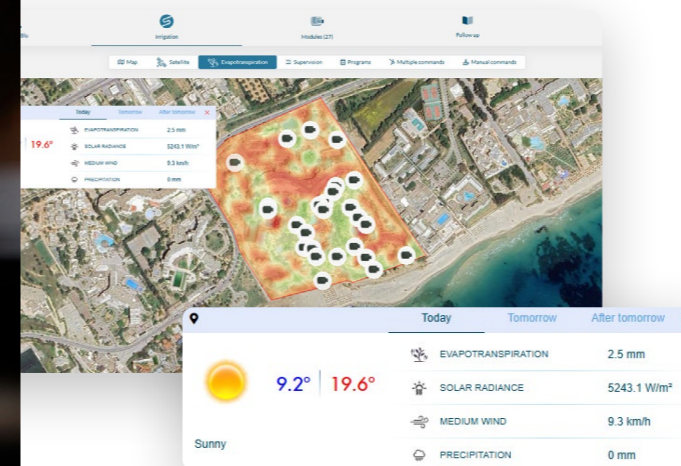 Irrigation
Modules (27)
Follow up
Map
Satellite
Evapotranspiration
Supervision
Programs
Multiple commands
Manual commands
Today Tomorrow After tomorrow
19.6°
EVAPOTRANSPIRATION 2.5 mm
SOLAR RADIANCE 5243.1 W/m²
MEDIUM WIND 9.3 km/h
PRECIPITATION 0 mm
Today Tomorrow After tomorrow
9.2° 19.6°
Sunny
EVAPOTRANSPIRATION 2.5 mm
SOLAR RADIANCE 5243.1 W/m²
MEDIUM WIND 9.3 km/h
PRECIPITATION 0 mm